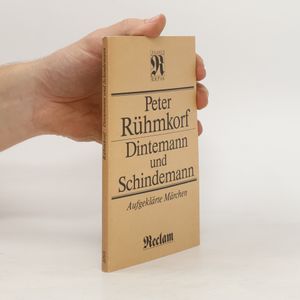 R
Peter
Rühmkorf
Dintemann
und
Schindemann
Aufgeklärte Märchen
Reclam